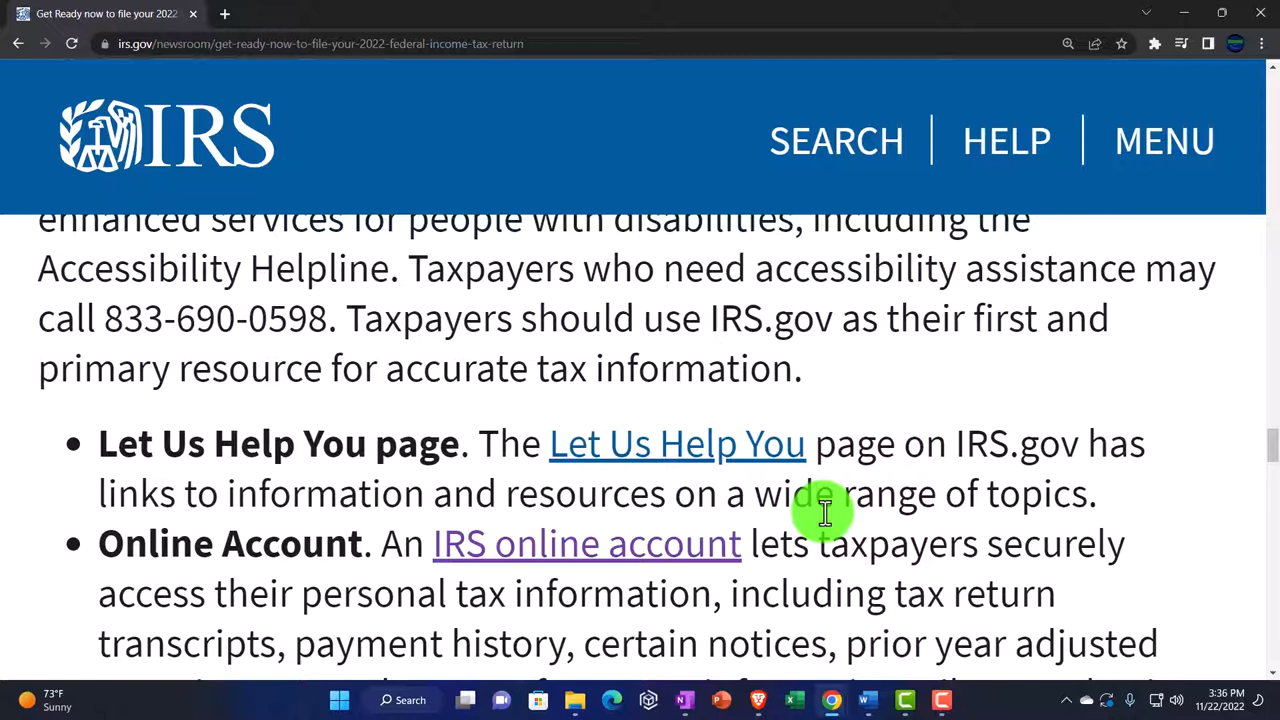 Get Ready now to file your 2022
irs.gov/newsroom/get-ready-now-to-file-your-2022-federal-income-tax-return
IRS
SEARCH
HELP
MENU
enhanced services for people with disabilities, including the
Accessibility Helpline. Taxpayers who need accessibility assistance may
call 833-690-0598. Taxpayers should use IRS.gov as their first and
primary resource for accurate tax information.
• Let Us Help You page. The Let Us Help You page on IRS.gov has
links to information and resources on a wide range of topics.
• Online Account. An IRS online account lets taxpayers securely
access their personal tax information, including tax return
transcripts, payment history, certain notices, prior year adjusted
73°F
Sunny
Search
3:36 PM
11/22/2022